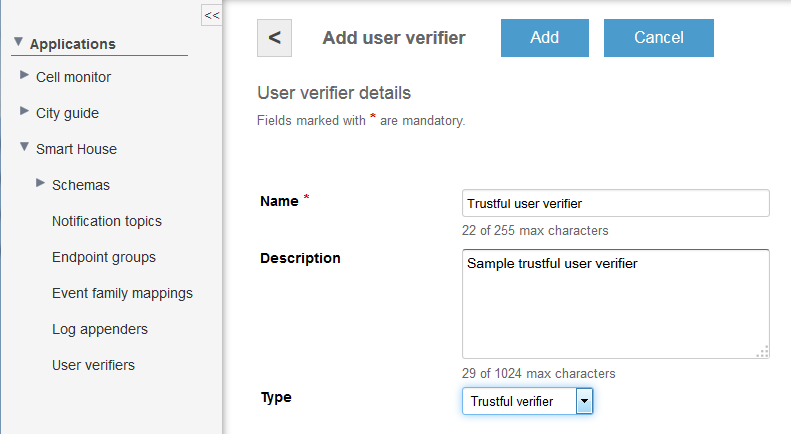 <<
Applications
Cell monitor
City guide
Smart House
Schemas
Notification topics
Endpoint groups
Event family mappings
Log appenders
User verifiers
< Add user verifier Add Cancel
User verifier details
Fields marked with * are mandatory.
Name * Trustful user verifier
22 of 255 max characters
Description Sample trustful user verifier
29 of 1024 max characters
Type Trustful verifier